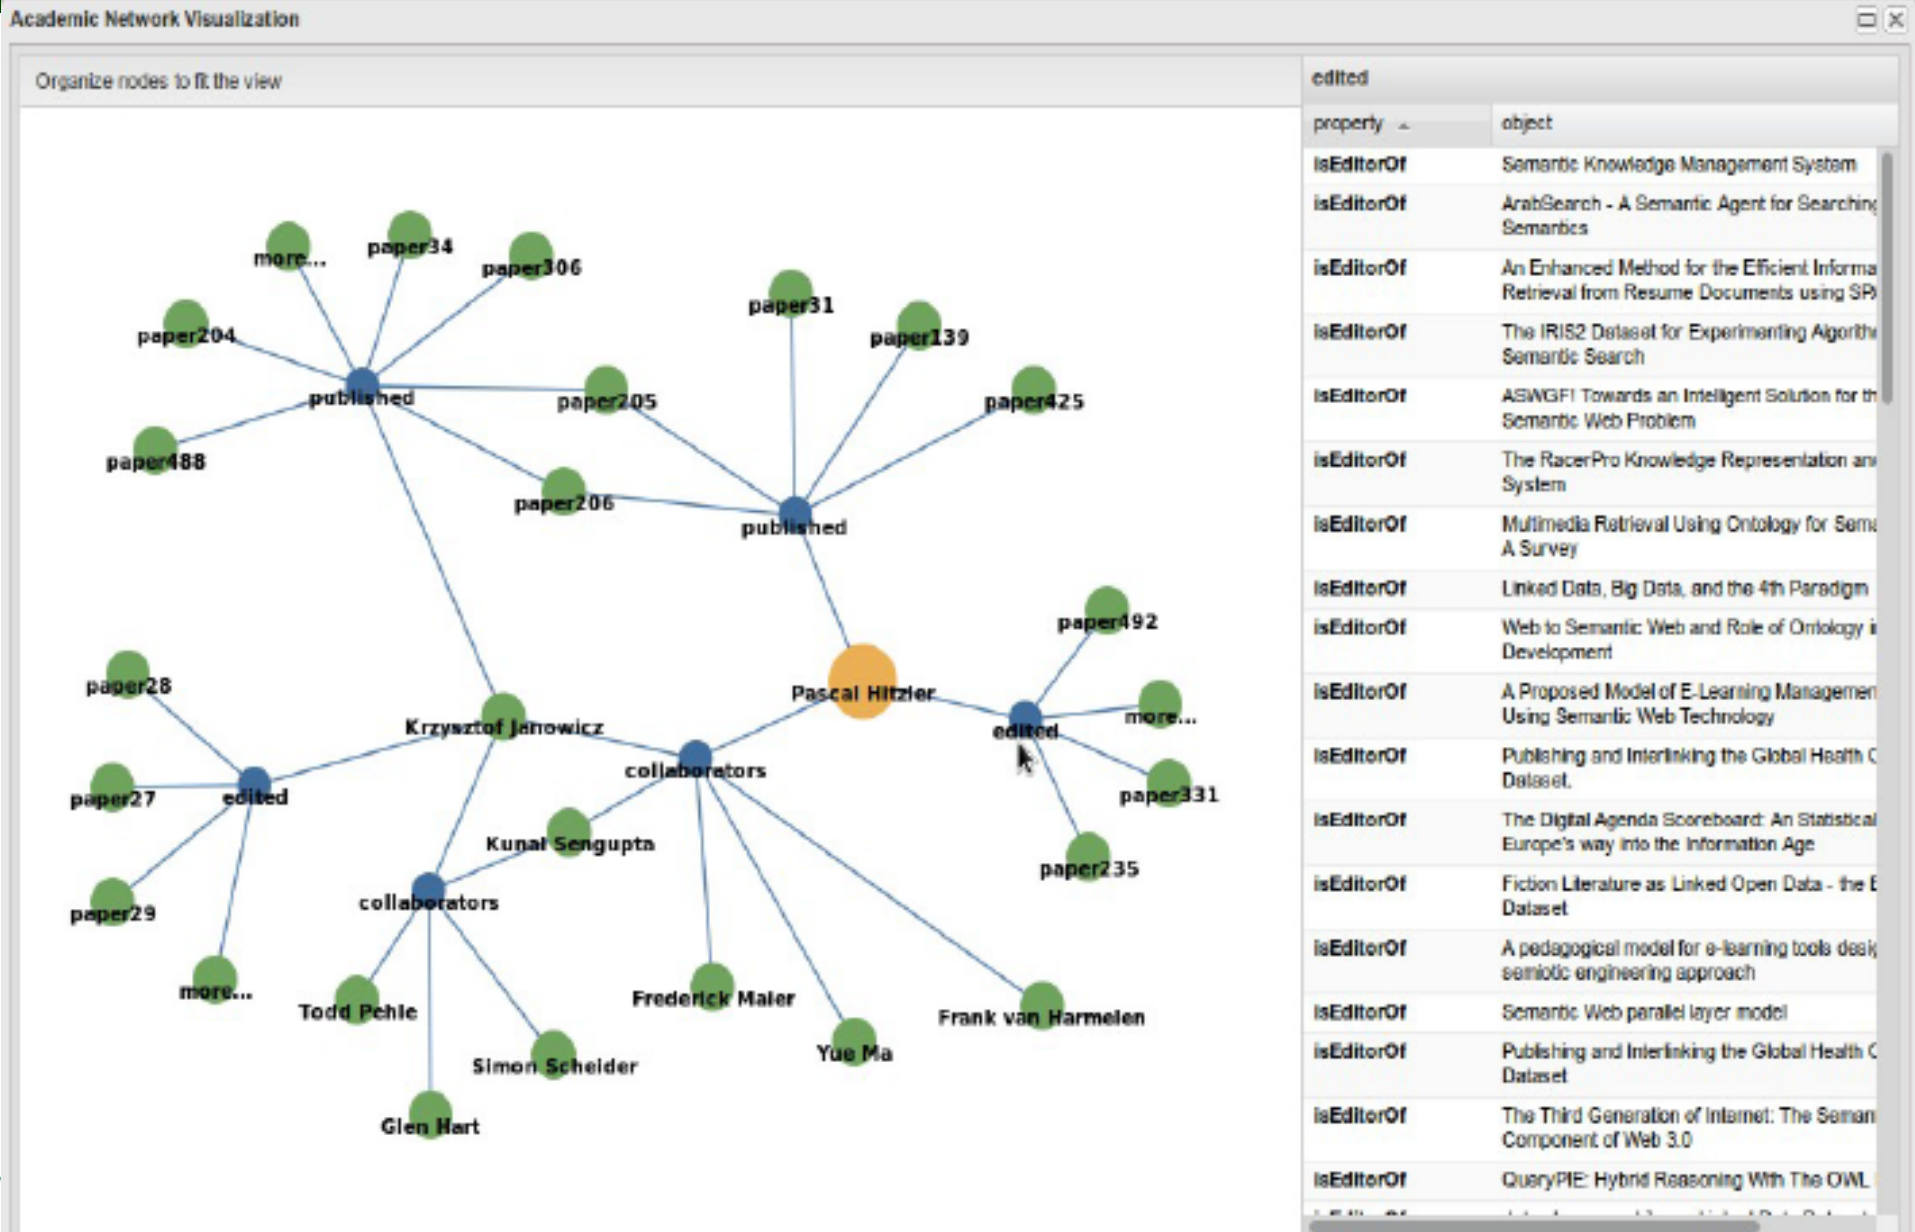 Academic Network Visualization
Organize nodes to fit the view
more...
paper34
paper306
paper204
published
paper488
paper205
paper206
paper31
paper139
paper425
published
paper492
more...
edited
paper331
paper235
Pascal Hitzler
Krzysztof Janowicz
collaborators
paper28
paper27
edited
paper29
more...
Kunal Sengupta
collaborators
Todd Pehle
Simon Scheider
Glen Hart
Frederick Maier
Yue Ma
Frank van Harmelen
edited
property object
isEditorOf Semantic Knowledge Management System
isEditorOf ArabSearch - A Semantic Agent for Searching
Semantics
isEditorOf An Enhanced Method for the Efficient Informa
Retrieval from Resume Documents using SP
isEditorOf The IRIS2 Dataset for Experimenting Algorith
Semantic Search
isEditorOf ASWGF! Towards an Intelligent Solution for th
Semantic Web Problem
isEditorOf The RacerPro Knowledge Representation an
System
isEditorOf Multimedia Retrieval Using Ontology for Sema
A Survey
isEditorOf Linked Data, Big Data, and the 4th Paradigm
isEditorOf Web to Semantic Web and Role of Ontology i
Development
isEditorOf A Proposed Model of E-Learning Managemen
Using Semantic Web Technology
isEditorOf Publishing and Interlinking the Global Health
Dataset.
isEditorOf The Digital Agenda Scoreboard: An Statistical
Europe's way into the Information Age
isEditorOf Fiction Literature as Linked Open Data - the
Dataset
isEditorOf A pedagogical model for e-learning tools desig
semiotic engineering approach
isEditorOf Semantic Web parallel layer model
isEditorOf Publishing and Interlinking the Global Health
Dataset
isEditorOf The Third Generation of Internet: The Seman
Component of Web 3.0
isEditorOf QueryPIE: Hybrid Reasoning With The OWL